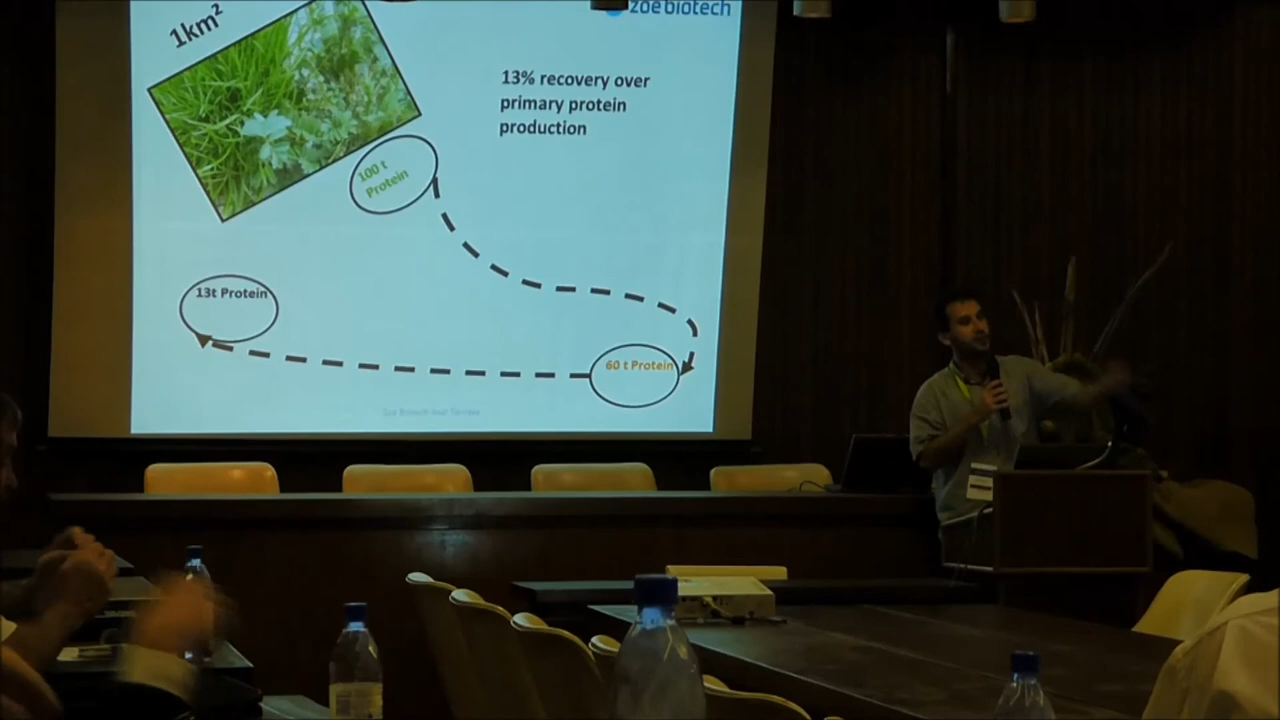 1km²
zoe biotech
13% recovery over
primary protein
production
100 t
Protein
13t Protein
60 t Protein